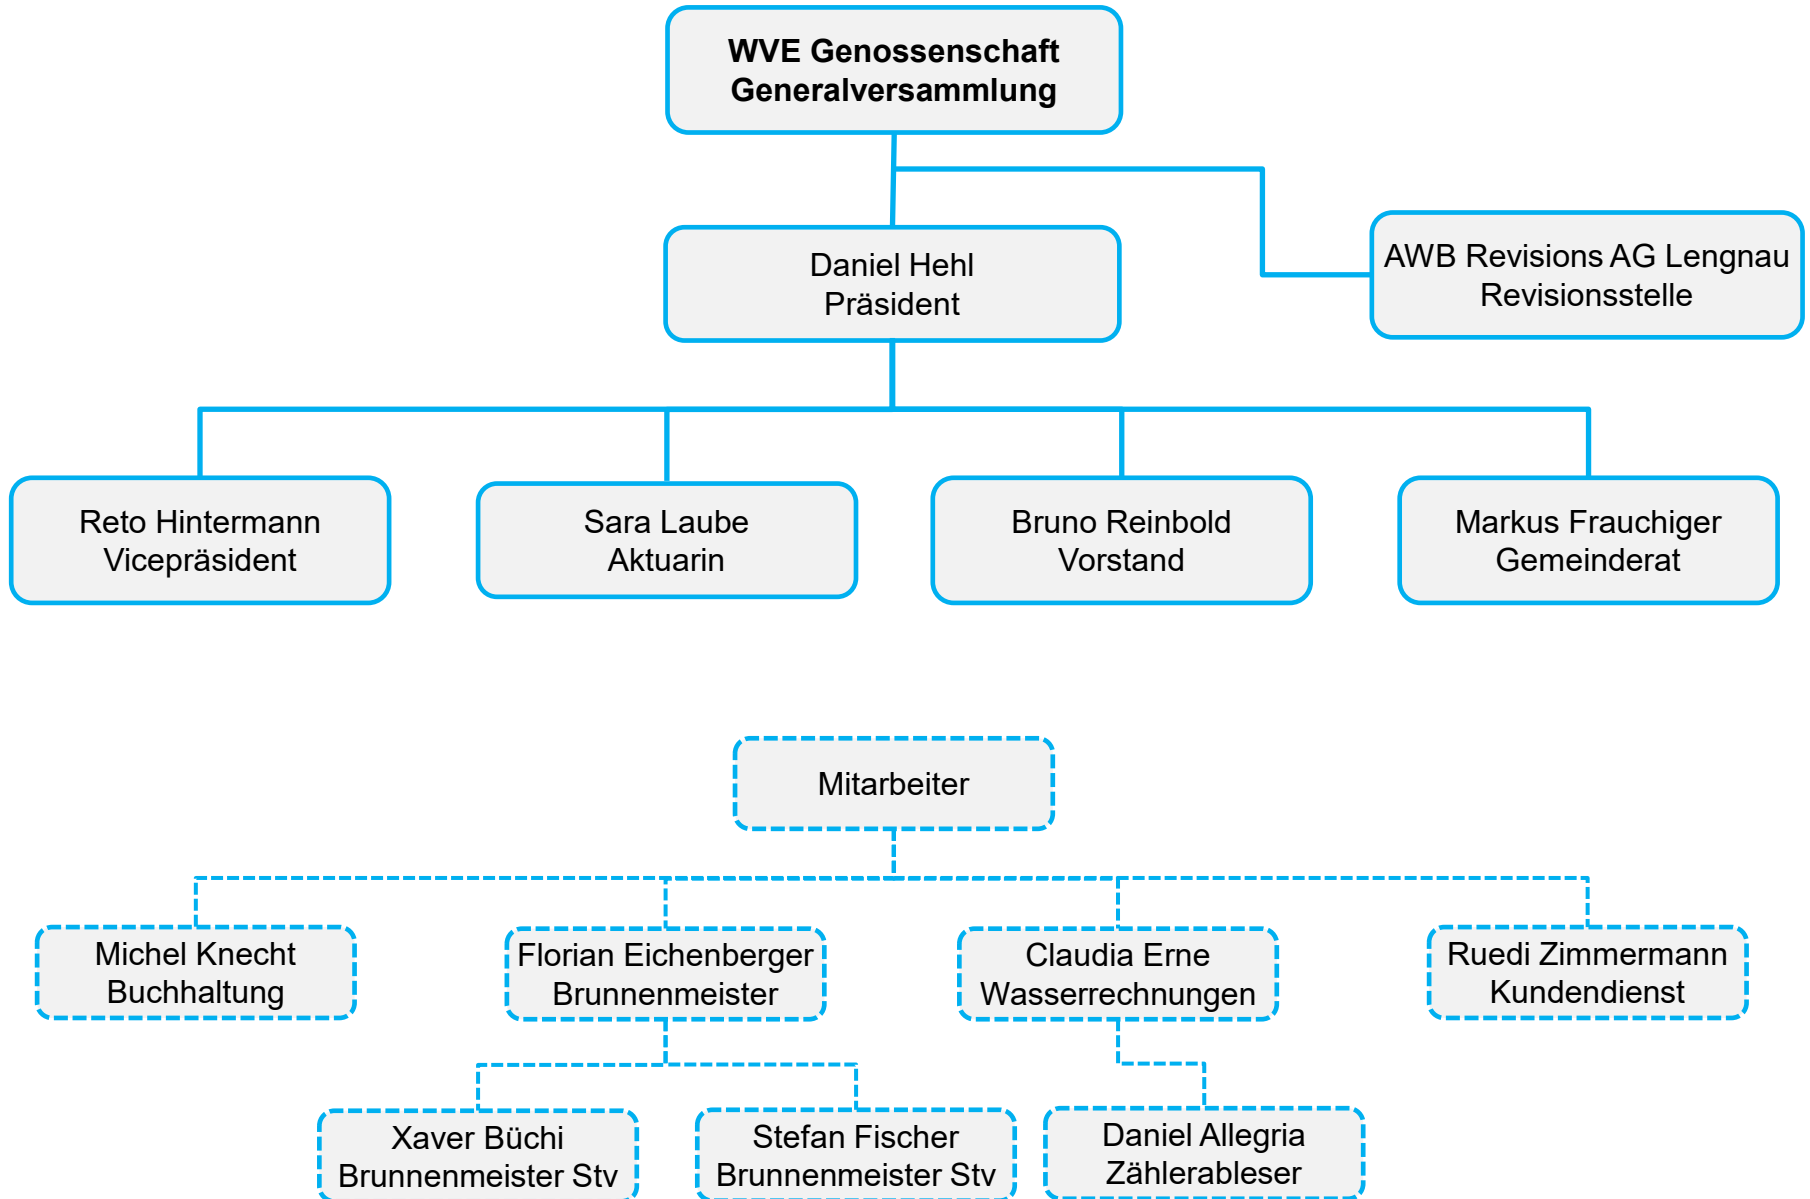 WVE Genossenschaft
Generalversammlung
Daniel Hehl
Präsident
AWB Revisions AG Lengnau
Revisionsstelle
Reto Hintermann
Vicepräsident
Sara Laube
Aktuarin
Bruno Reinbold
Vorstand
Markus Frauchiger
Gemeinderat
Mitarbeiter
Michel Knecht
Buchhaltung
Florian Eichenberger
Brunnenmeister
Claudia Erne
Wasserrechnungen
Ruedi Zimmermann
Kundendienst
Xaver Büchi
Brunnenmeister Stv
Stefan Fischer
Brunnenmeister Stv
Daniel Allegria
Zählerableser